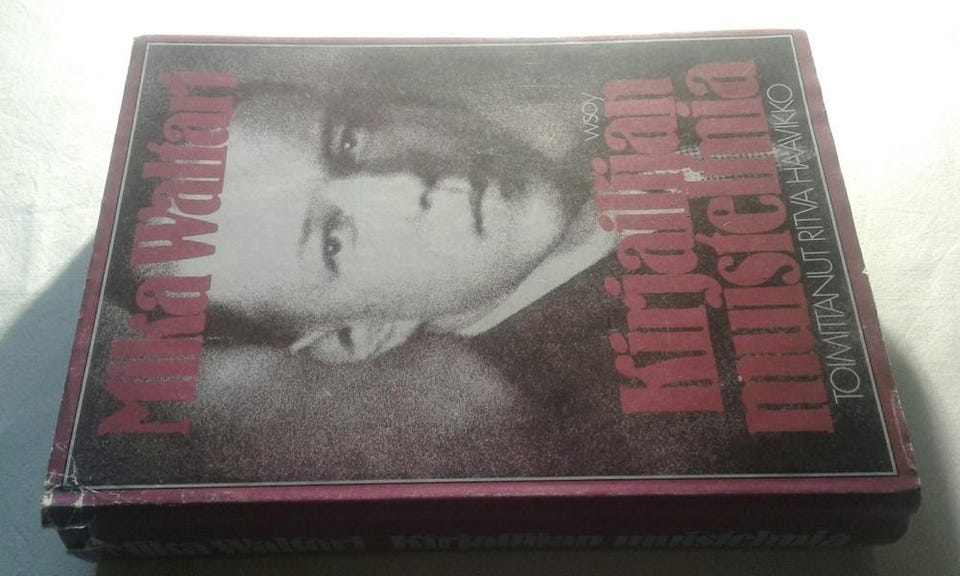 Mika Waltari
WSOY
Kirjailijan
muistelmia
TOIMITTANUT RITVA HAAVIKKO
Mika Waltari Kirjailijan muistelmia